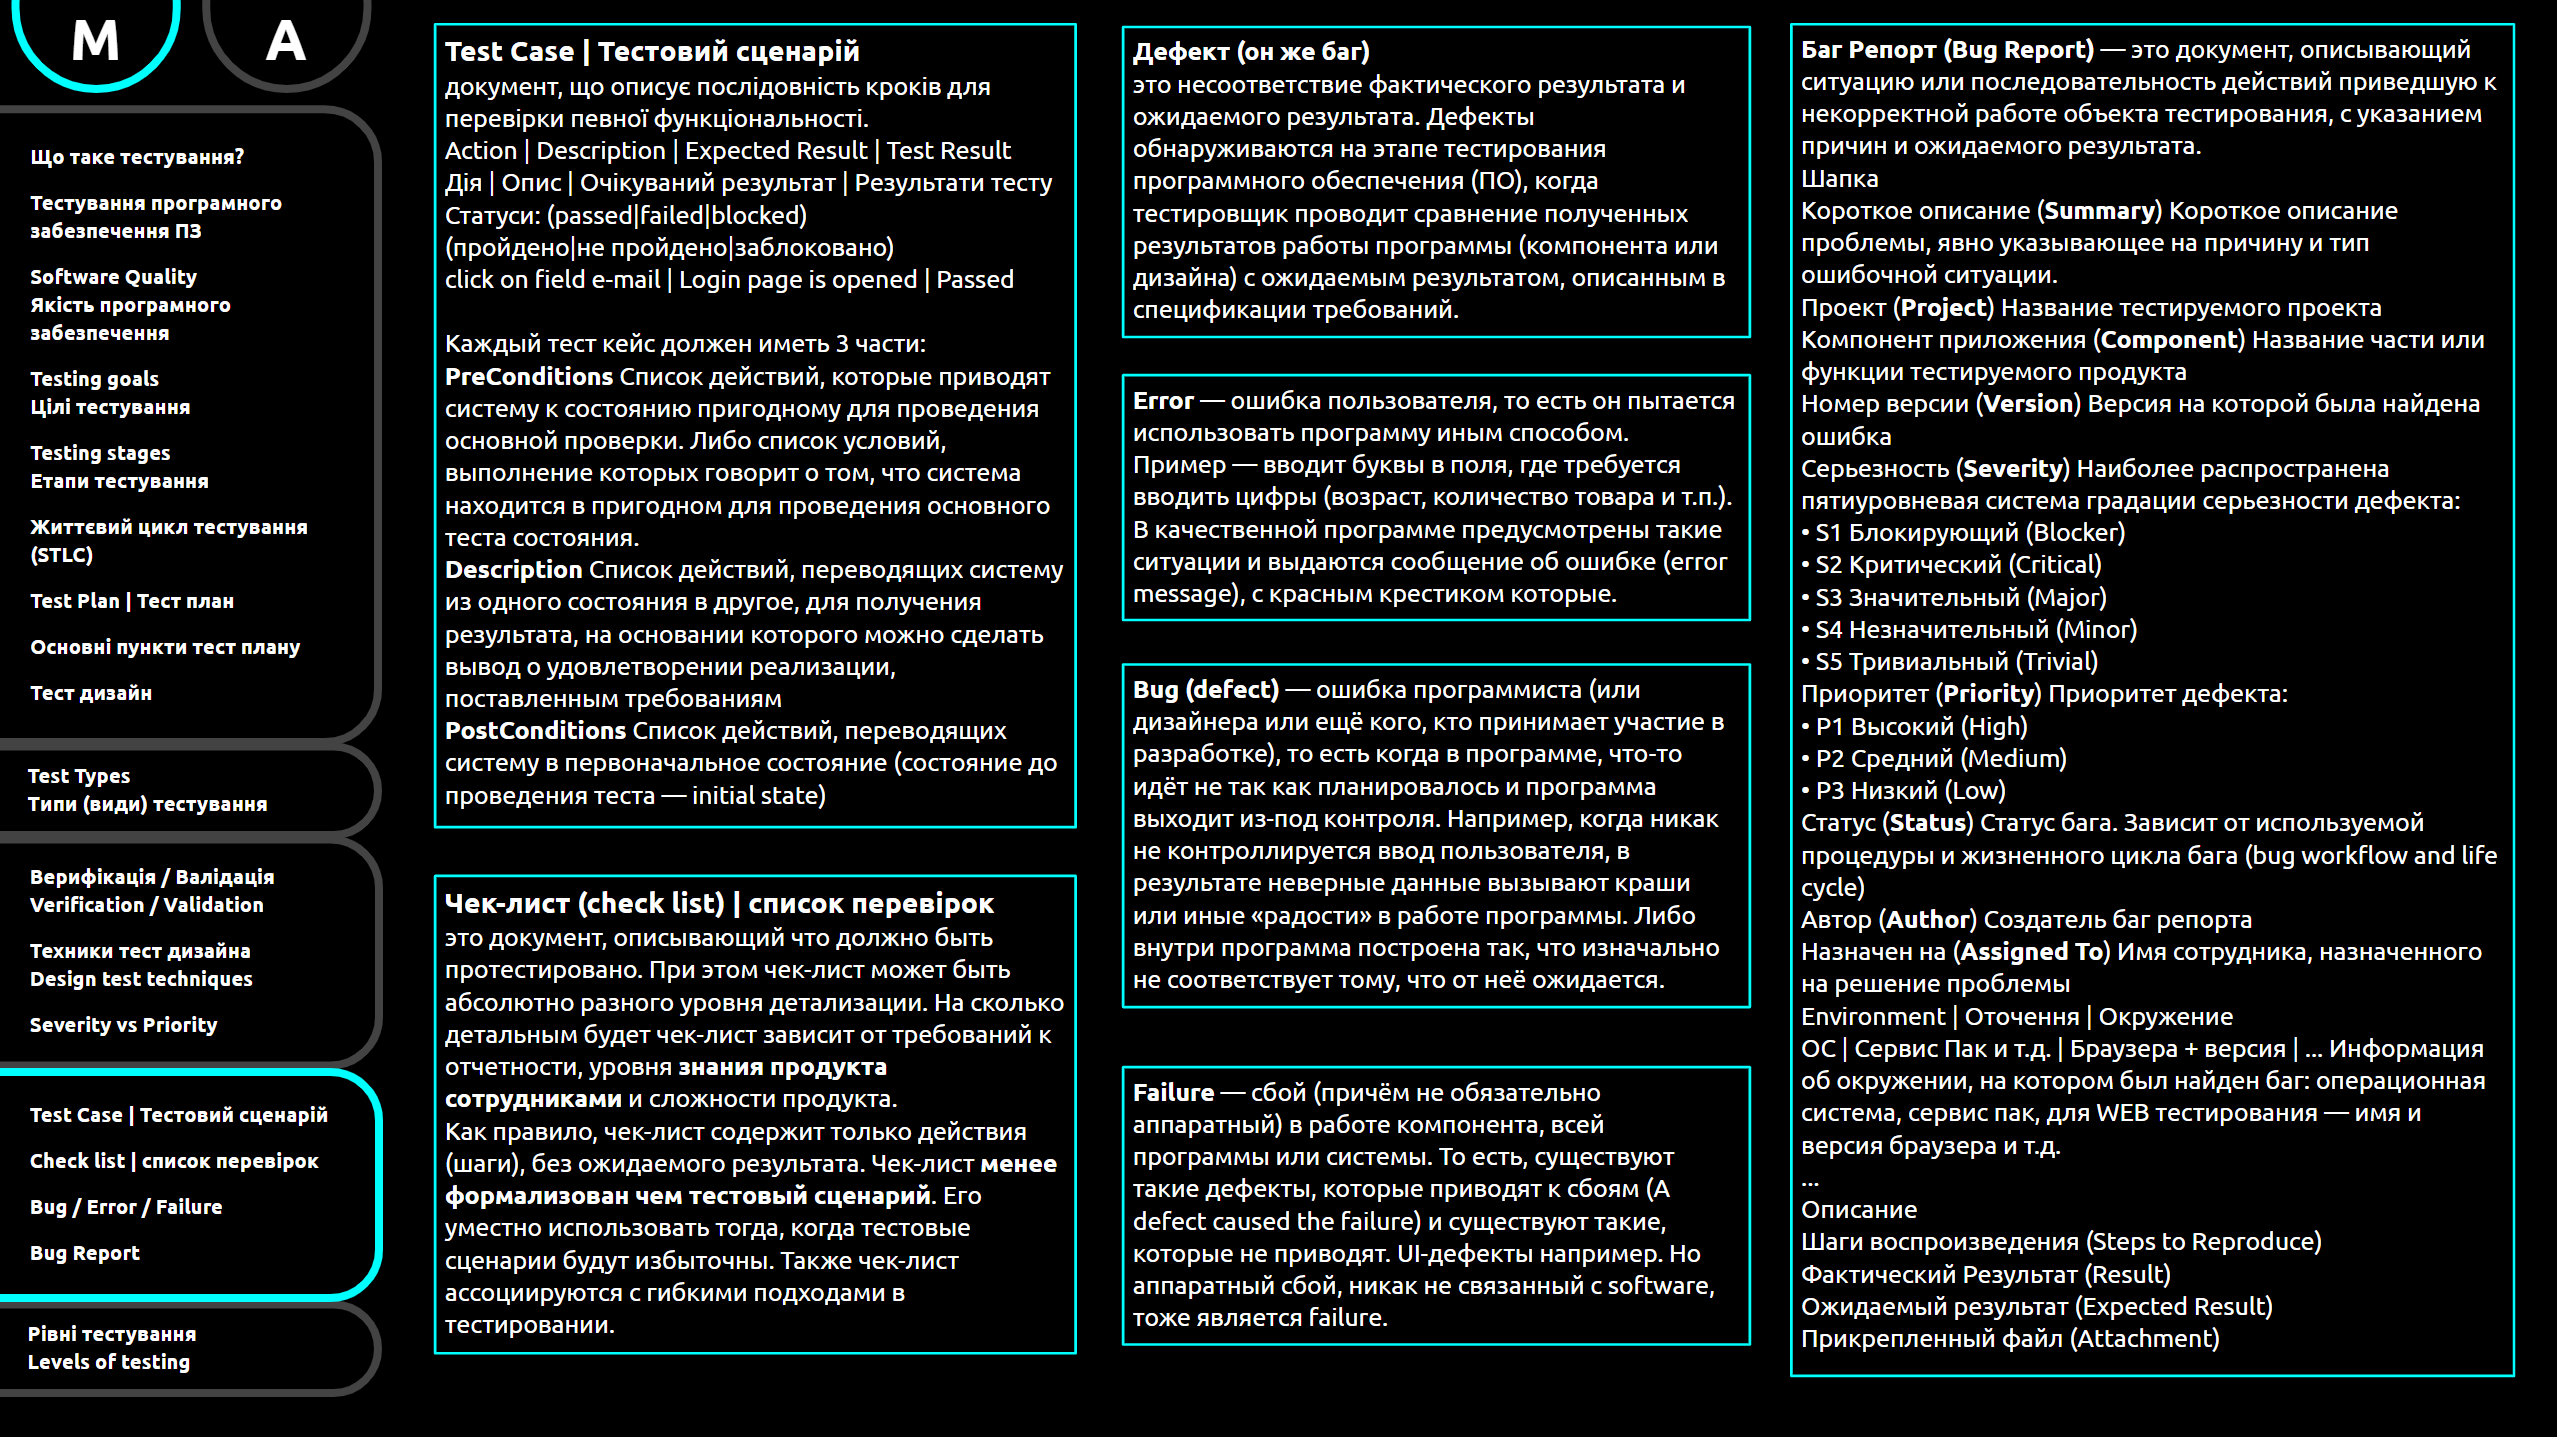 М
А
Що таке тестування?
Тестування програмного
забезпечення ПЗ
Software Quality
Якість програмного
забезпечення
Testing goals
Цілі тестування
Testing stages
Етапи тестування
Життєвий цикл тестування
(STLC)
Test Plan | Тест план
Основні пункти тест плану
Тест дизайн
Test Types
Типи (види) тестування
Верифікація / Валідація
Verification / Validation
Техники тест дизайна
Design test techniques
Severity vs Priority
Test Case | Тестовий сценарій
Check list | список перевірок
Bug / Error / Failure
Bug Report
Рівні тестування
Levels of testing
Test Case | Тестовий сценарій
документ, що описує послідовність кроків для
перевірки певної функціональності.
Action | Description | Expected Result | Test Result
Дія | Опис | Очікуваний результат | Результати тесту
Статуси: (passed|failed|blocked)
(пройдено|не пройдено|заблоковано)
click on field e-mail | Login page is opened | Passed
Каждый тест кейс должен иметь 3 части:
PreConditions Список действий, которые приводят
систему к состоянию пригодному для проведения
основной проверки. Либо список условий,
выполнение которых говорит о том, что система
находится в пригодном для проведения основного
теста состояния.
Description Список действий, переводящих систему
из одного состояния в другое, для получения
результата, на основании которого можно сделать
вывод о удовлетворении реализации,
поставленным требованиям
PostConditions Список действий, переводящих
систему в первоначальное состояние (состояние до
проведения теста — initial state)
Чек-лист (check list) | список перевірок
это документ, описывающий что должно быть
протестировано. При этом чек-лист может быть
абсолютно разного уровня детализации. На сколько
детальным будет чек-лист зависит от требований к
отчетности, уровня знания продукта
сотрудниками и сложности продукта.
Как правило, чек-лист содержит только действия
(шаги), без ожидаемого результата. Чек-лист менее
формализован чем тестовый сценарий. Его
уместно использовать тогда, когда тестовые
сценарии будут избыточны. Также чек-лист
ассоциируются с гибкими подходами в
тестировании.
Дефект (он же баг)
это несоответствие фактического результата и
ожидаемого результата. Дефекты
обнаруживаются на этапе тестирования
программного обеспечения (ПО), когда
тестировщик проводит сравнение полученных
результатов работы программы (компонента или
дизайна) с ожидаемым результатом, описанным в
спецификации требований.
Error — ошибка пользователя, то есть он пытается
использовать программу иным способом.
Пример — вводит буквы в поля, где требуется
вводить цифры (возраст, количество товара и т.п.).
В качественной программе предусмотрены такие
ситуации и выдаются сообщение об ошибке (error
message), с красным крестиком которые.
Bug (defect) — ошибка программиста (или
дизайнера или ещё кого, кто принимает участие в
разработке), то есть когда в программе, что-то
идёт не так как планировалось и программа
выходит из-под контроля. Например, когда никак
не контроллируется ввод пользователя, в
результате неверные данные вызывают краши
или иные «радости» в работе программы. Либо
внутри программа построена так, что изначально
не соответствует тому, что от неё ожидается.
Failure — сбой (причём не обязательно
аппаратный) в работе компонента, всей
программы или системы. То есть, существуют
такие дефекты, которые приводят к сбоям (A
defect caused the failure) и существуют такие,
которые не приводят. UI-дефекты например. Но
аппаратный сбой, никак не связанный с software,
тоже является failure.
Баг Репорт (Bug Report) — это документ, описывающий
ситуацию или последовательность действий приведшую к
некорректной работе объекта тестирования, с указанием
причин и ожидаемого результата.
Шапка
Короткое описание (Summary) Короткое описание
проблемы, явно указывающее на причину и тип
ошибочной ситуации.
Проект (Project) Название тестируемого проекта
Компонент приложения (Component) Название части или
функции тестируемого продукта
Номер версии (Version) Версия на которой была найдена
ошибка
Серьезность (Severity) Наиболее распространена
пятиуровневая система градации серьезности дефекта:
• S1 Блокирующий (Blocker)
• S2 Критический (Critical)
• S3 Значительный (Major)
• S4 Незначительный (Minor)
• S5 Тривиальный (Trivial)
Приоритет (Priority) Приоритет дефекта:
• P1 Высокий (High)
• P2 Средний (Medium)
• P3 Низкий (Low)
Статус (Status) Статус бага. Зависит от используемой
процедуры и жизненного цикла бага (bug workflow and life
cycle)
Автор (Author) Создатель баг репорта
Назначен на (Assigned To) Имя сотрудника, назначенного
на решение проблемы
Environment | Оточення | Окружение
ОС | Сервис Пак и т.д. | Браузера + версия | ... Информация
об окружении, на котором был найден баг: операционная
система, сервис пак, для WEB тестирования — имя и
версия браузера и т.д.
...
Описание
Шаги воспроизведения (Steps to Reproduce)
Фактический Результат (Result)
Ожидаемый результат (Expected Result)
Прикрепленный файл (Attachment)